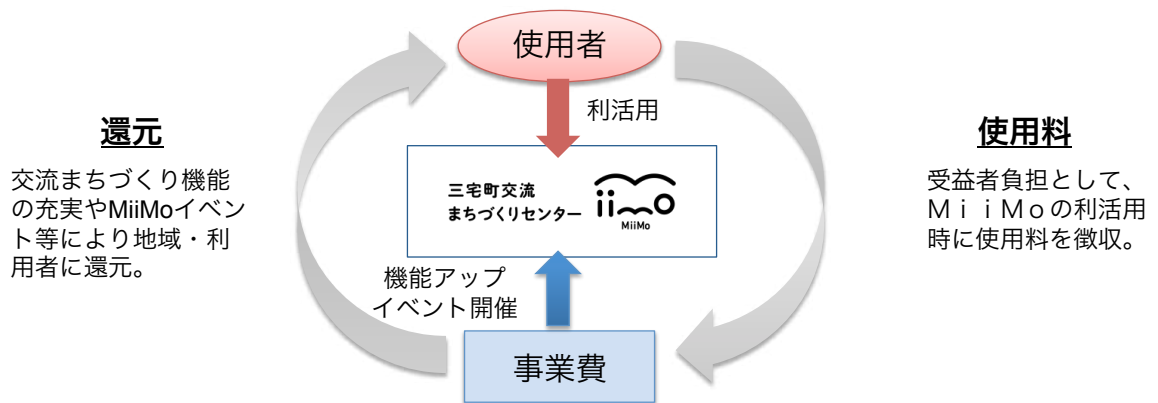 使用者
利活用
還元
交流まちづくり機能
の充実やMiiMoイベン
ト等により地域・利
用者に還元。
三宅町交流
まちづくりセンター
MiiMo
使用料
受益者負担として、
ＭｉｉＭｏの利活用
時に使用料を徴収。
機能アップ
イベント開催
事業費